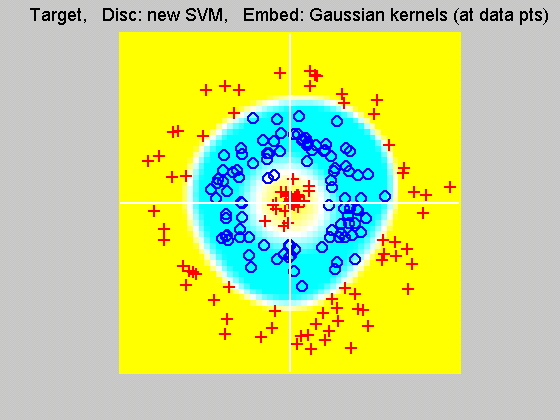 Target, Disc: new SVM, Embed: Gaussian kernels (at data pts)